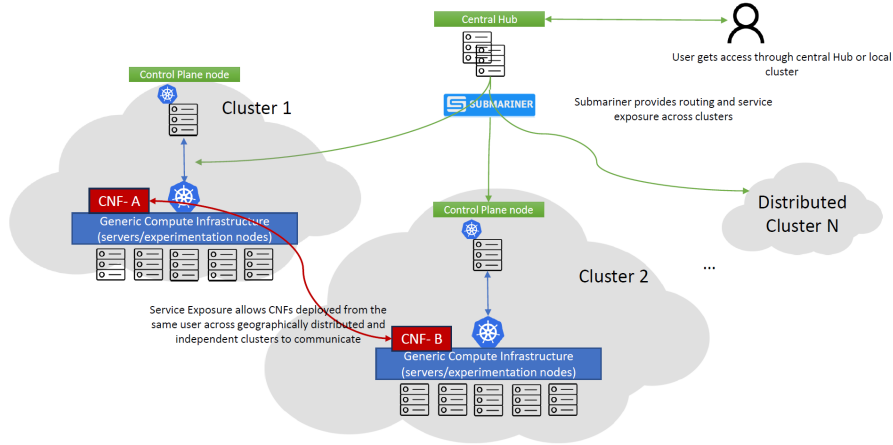 Central Hub
User gets access through central Hub or local
cluster
Control Plane node
Cluster 1
SUBMARINER
Submariner provides routing and service
exposure across clusters
CNF- A
Generic Compute Infrastructure
(servers/experimentation nodes)
Control Plane node
Distributed
Cluster N
...
Cluster 2
Service Exposure allows CNFs deployed from the
same user across geographically distributed and
independent clusters to communicate
CNF- B
Generic Compute Infrastructure
(servers/experimentation nodes)